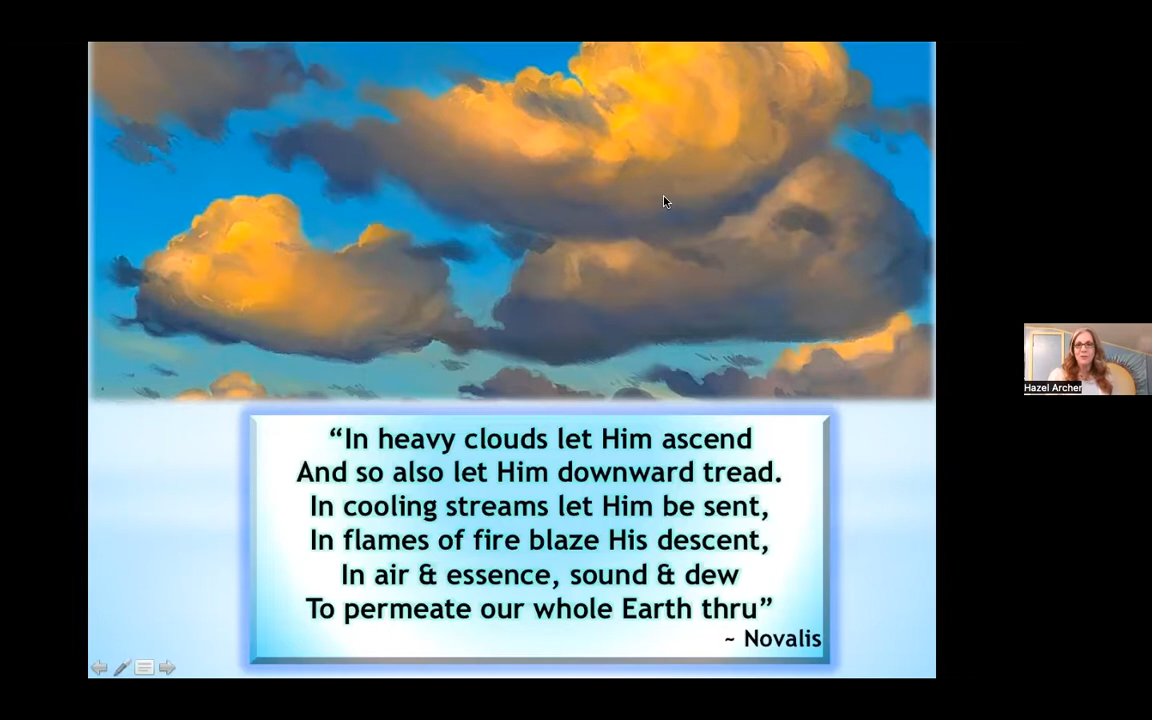 “In heavy clouds let Him ascend
And so also let Him downward tread.
In cooling streams let Him be sent,
In flames of fire blaze His descent,
In air & essence, sound & dew
To permeate our whole Earth thru”
~ Novalis
Hazel Archer